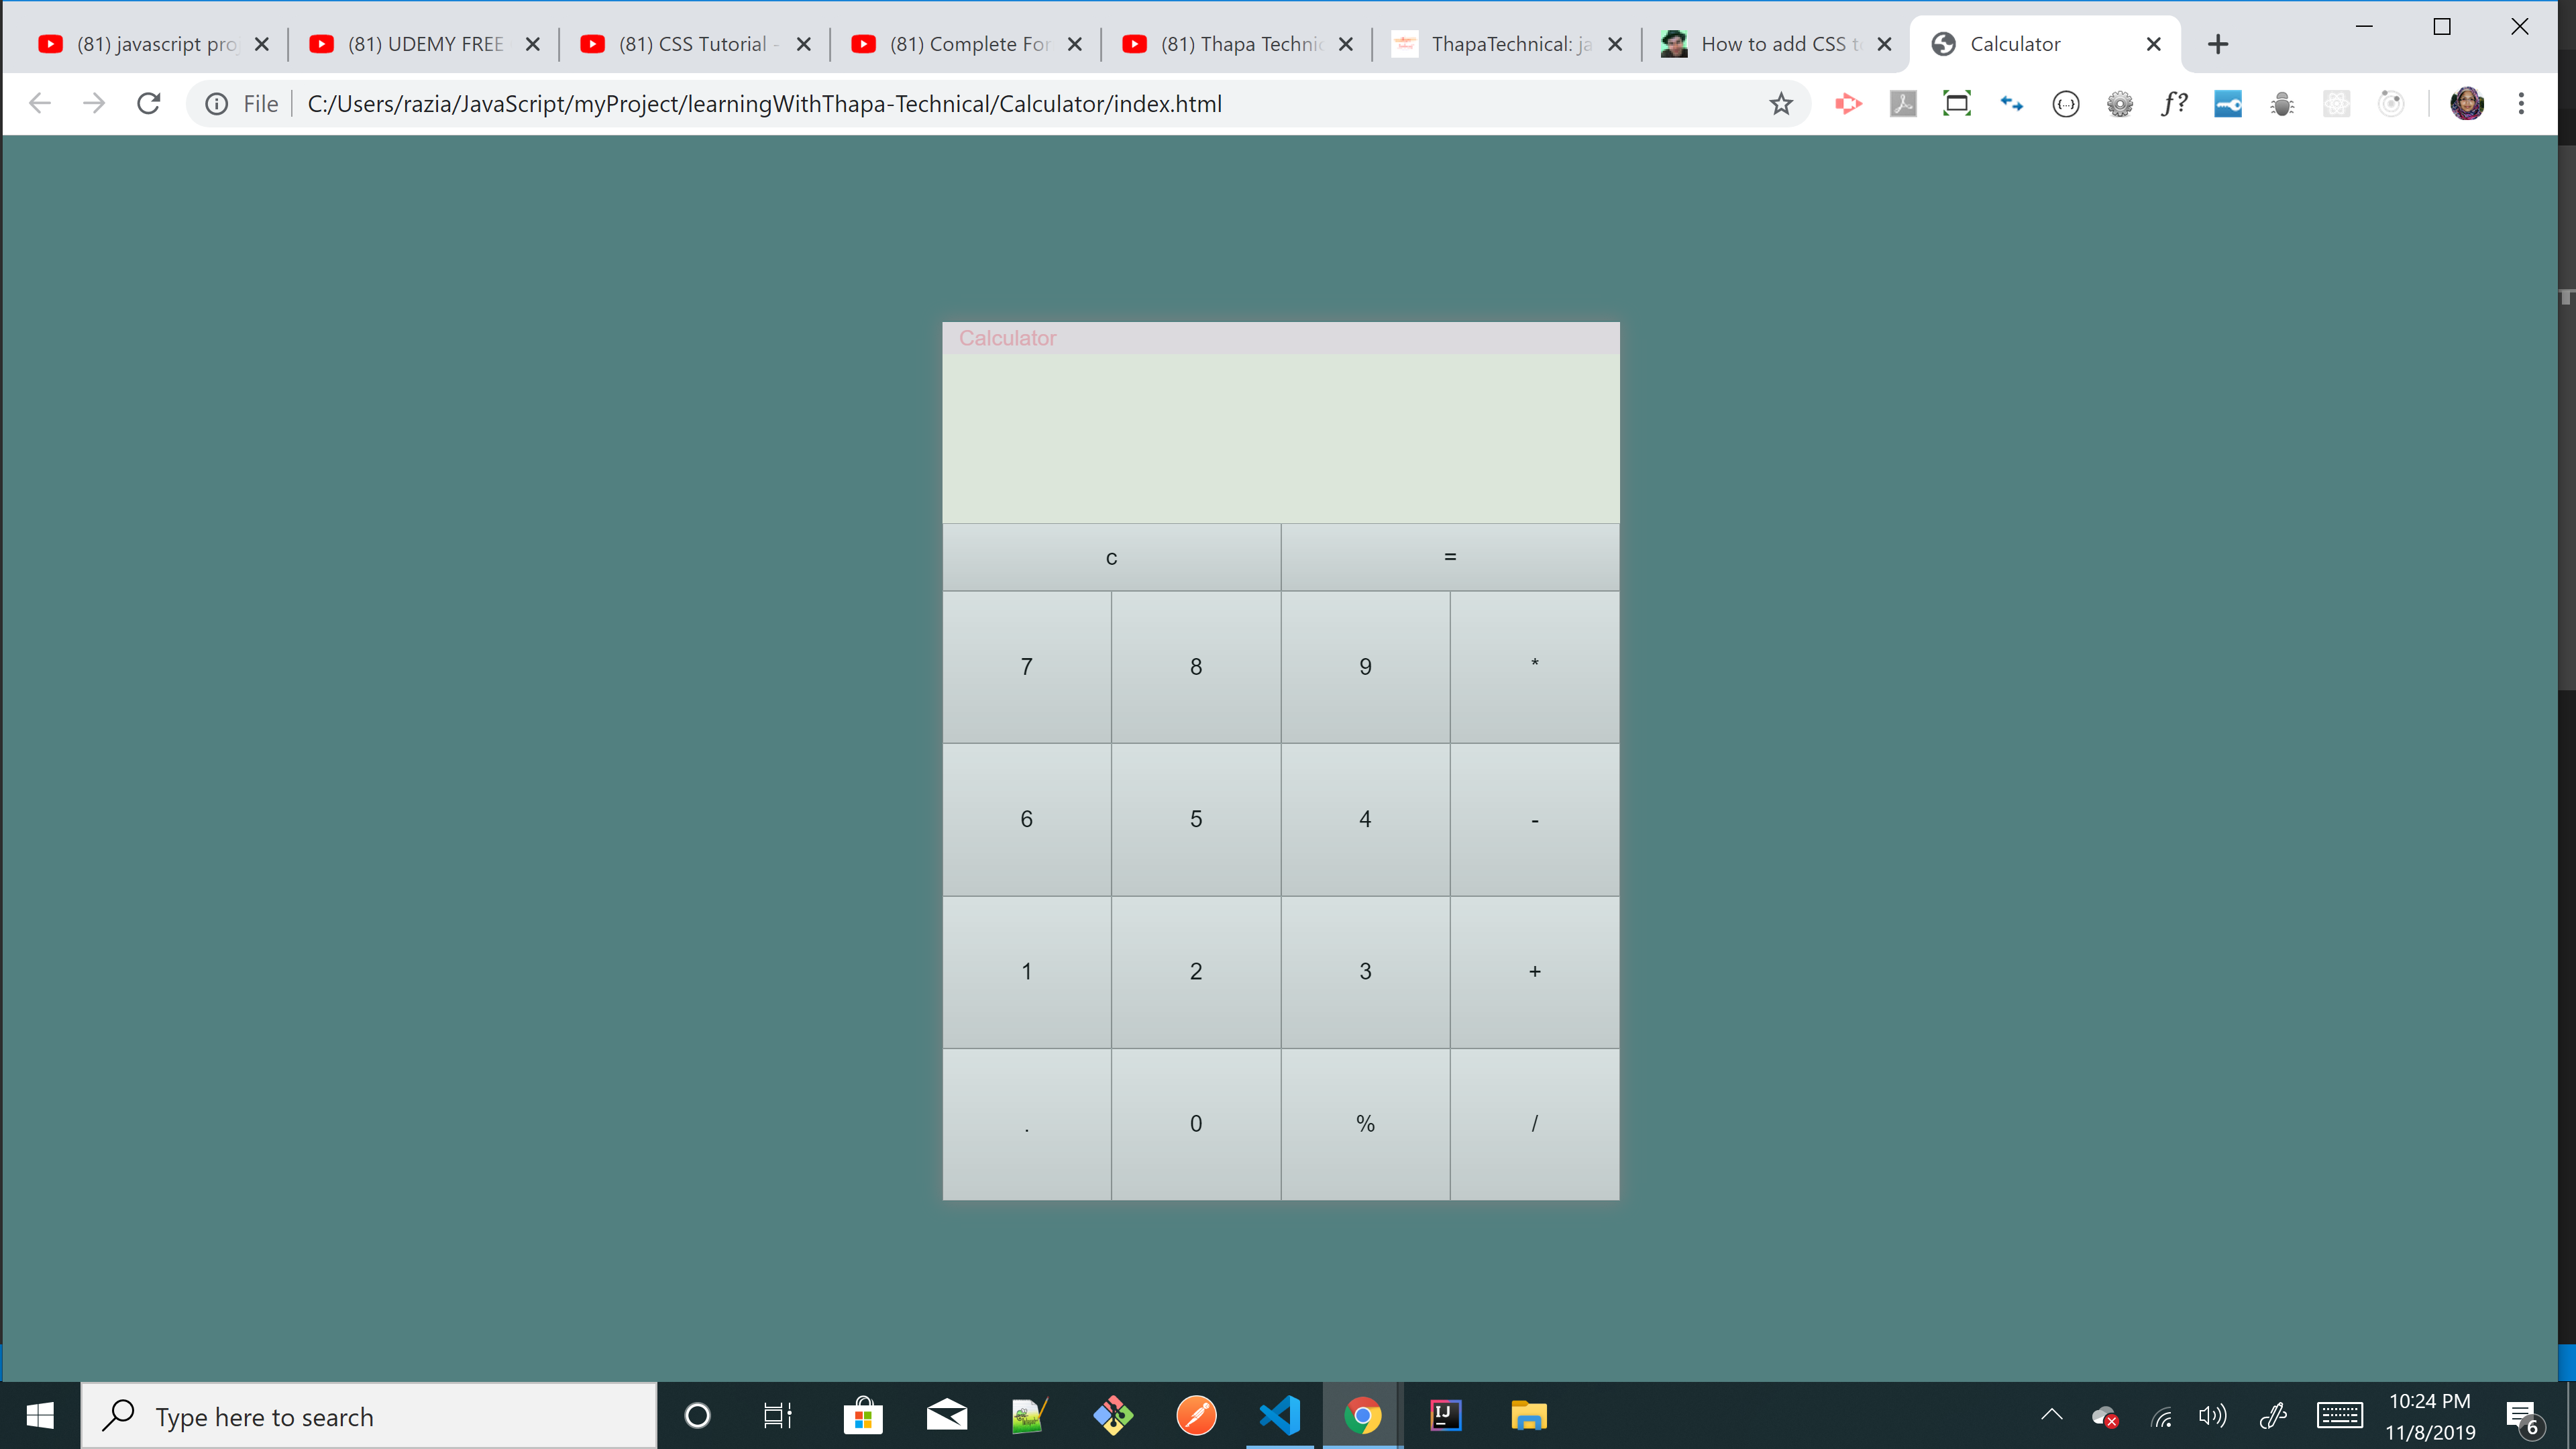 (81) javascript pro
(81) UDEMY FREE
(81) CSS Tutorial -
(81) Complete For
(81) Thapa Technic
ThapaTechnical: ja
How to add CSS t
Calculator
File
C:/Users/razia/JavaScript/myProject/learningWithThapa-Technical/Calculator/index.html
{...}
f?
Calculator
c =
7 8 9 *
6 5 4 -
1 2 3 +
. 0 % /
Type here to search
IJ
10:24 PM
11/8/2019
6